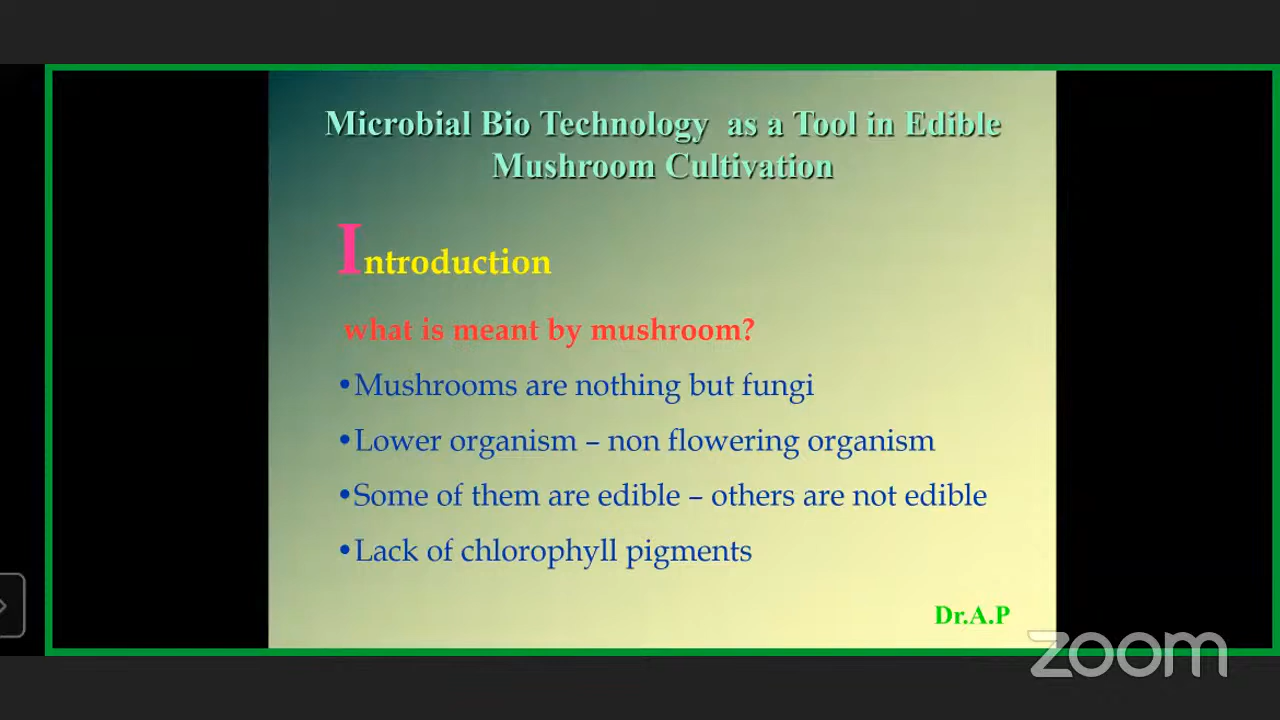 Microbial Bio Technology as a Tool in Edible
Mushroom Cultivation
Introduction
what is meant by mushroom?
•Mushrooms are nothing but fungi
•Lower organism – non flowering organism
•Some of them are edible – others are not edible
•Lack of chlorophyll pigments
Dr.A.P
zoom